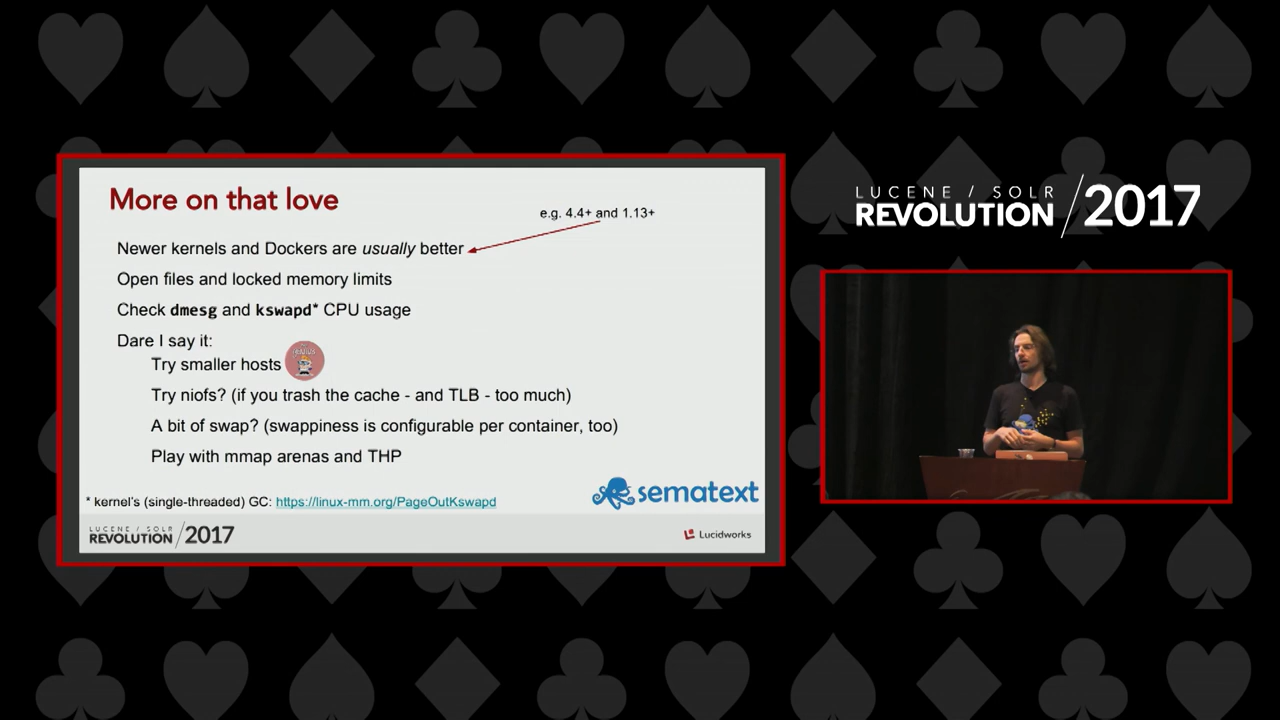 More on that love
e.g. 4.4+ and 1.13+
Newer kernels and Dockers are usually better
Open files and locked memory limits
Check dmesg and kswapd* CPU usage
Dare I say it:
Try smaller hosts
Try niofs? (if you trash the cache - and TLB - too much)
A bit of swap? (swappiness is configurable per container, too)
Play with mmap arenas and THP
sematext
* kernel's (single-threaded) GC: https://linux-mm.org/PageOutKswapd
LUCENE / SOLR
REVOLUTION / 2017
Lucidworks
LUCENE / SOLR
REVOLUTION / 2017